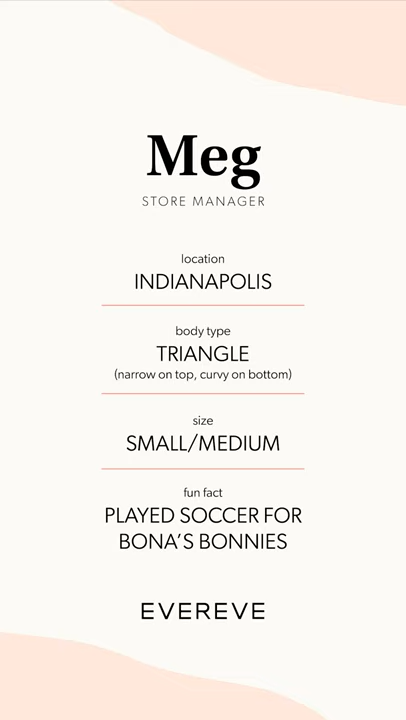 Meg
STORE MANAGER
location
INDIANAPOLIS
body type
TRIANGLE
(narrow on top, curvy on bottom)
size
SMALL/MEDIUM
fun fact
PLAYED SOCCER FOR
BONA'S BONNIES
EVEREVE